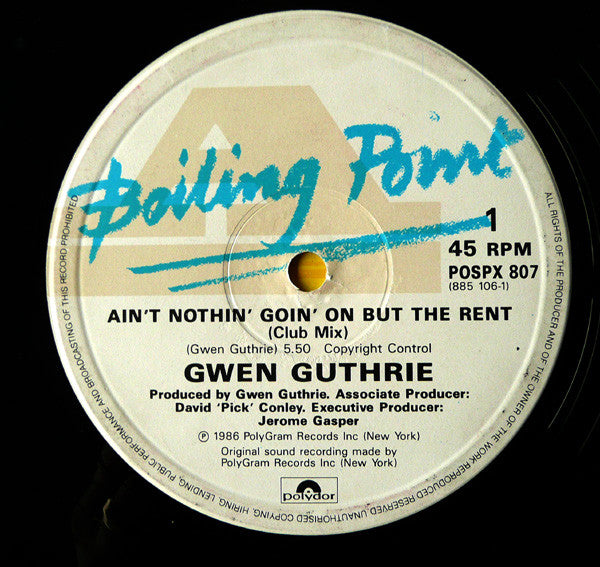 Boiling Point
1
45 RPM
POSPX 807
(885 106-1)
AIN'T NOTHIN' GOIN' ON BUT THE RENT
(Club Mix)
(Gwen Guthrie) 5.50 Copyright Control
GWEN GUTHRIE
Produced by Gwen Guthrie. Associate Producer:
David 'Pick' Conley. Executive Producer:
Jerome Gasper
℗ 1986 PolyGram Records Inc (New York)
Original sound recording made by
PolyGram Records Inc (New York)
polydor
ALL RIGHTS OF THE PRODUCER AND OF THE OWNER OF THE WORK REPRODUCED RESERVED. UNAUTHORISED COPYING, HIRING, LENDING, PUBLIC PERFORMANCE AND BROADCASTING OF THIS RECORD PROHIBITED